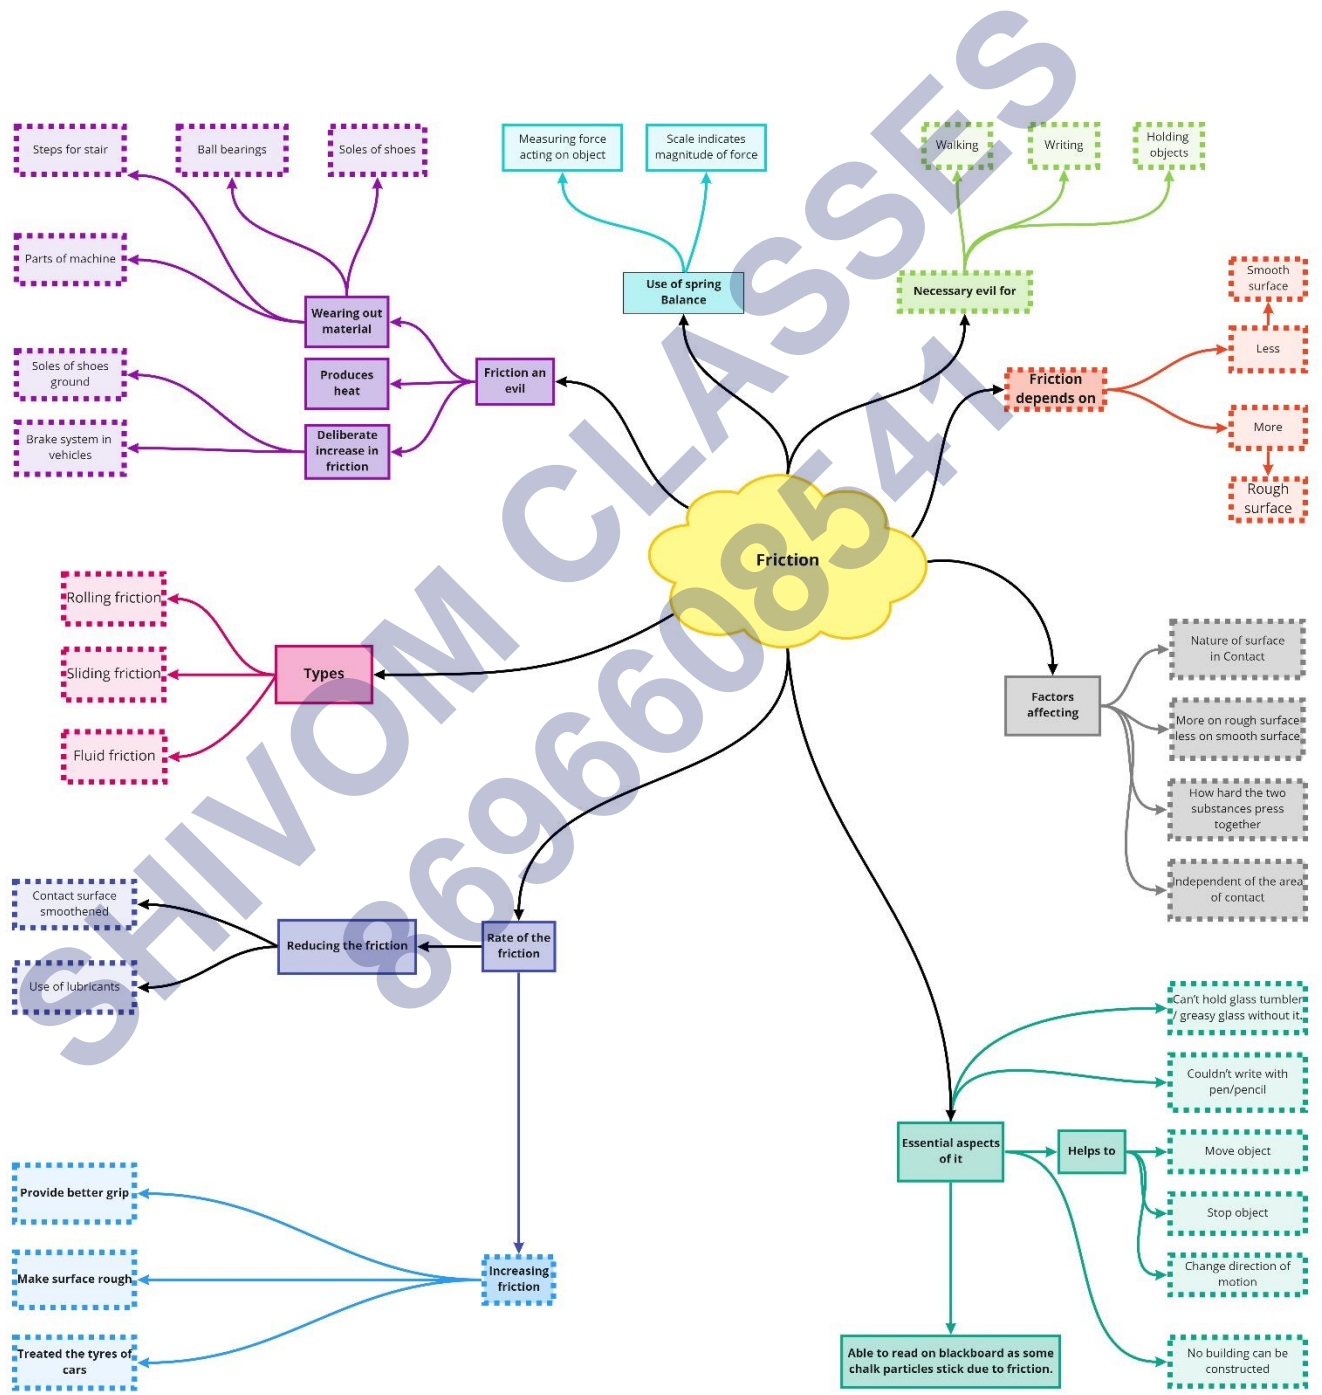 SHIVOM CLASSES
8696608541
Steps for stair
Ball bearings
Soles of shoes
Parts of machine
Wearing out
material
Soles of shoes
ground
Produces
heat
Friction an
evil
Brake system in
vehicles
Deliberate
increase in
friction
Measuring force
acting on object
Scale indicates
magnitude of force
Use of spring
Balance
Walking
Writing
Holding
objects
Necessary evil for
Smooth
surface
Less
Friction
depends on
More
Rough
surface
Friction
Rolling friction
Sliding friction
Types
Fluid friction
Nature of surface
in Contact
Factors
affecting
More on rough surface
less on smooth surface
How hard the two
substances press
together
Independent of the area
of contact
Contact surface
smoothened
Reducing the friction
Rate of the
friction
Use of lubricants
Provide better grip
Make surface rough
Increasing
friction
Treated the tyres of
cars
Can't hold glass tumbler
/ greasy glass without it.
Couldn't write with
pen/pencil
Essential aspects
of it
Helps to
Move object
Stop object
Change direction of
motion
No building can be
constructed
Able to read on blackboard as some
chalk particles stick due to friction.